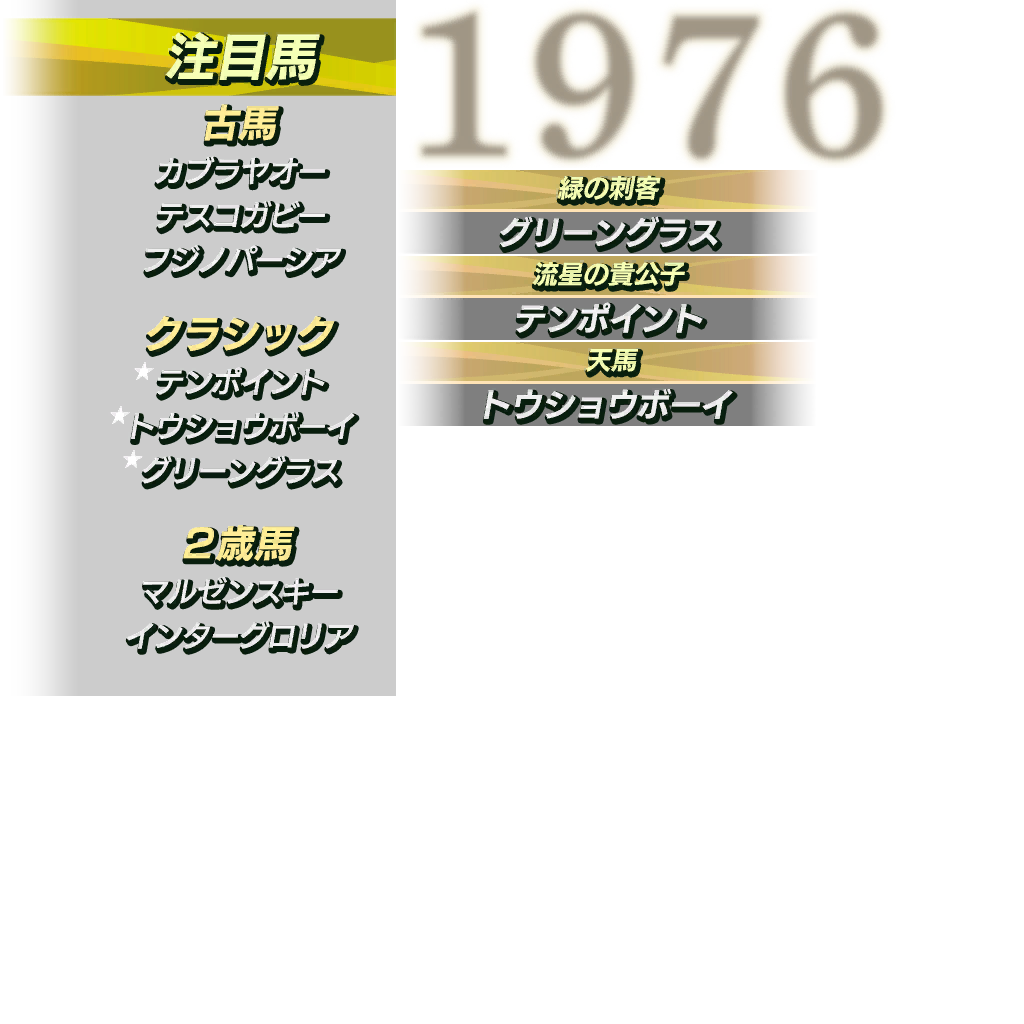 注目馬
古馬
カブラヤオー
テスコガビー
フジノパーシア
クラシック
★テンポイント
★トウショウボーイ
★グリーングラス
2歳馬
マルゼンスキー
インターグロリア
1976
緑の刺客
グリーングラス
流星の貴公子
テンポイント
天馬
トウショウボーイ